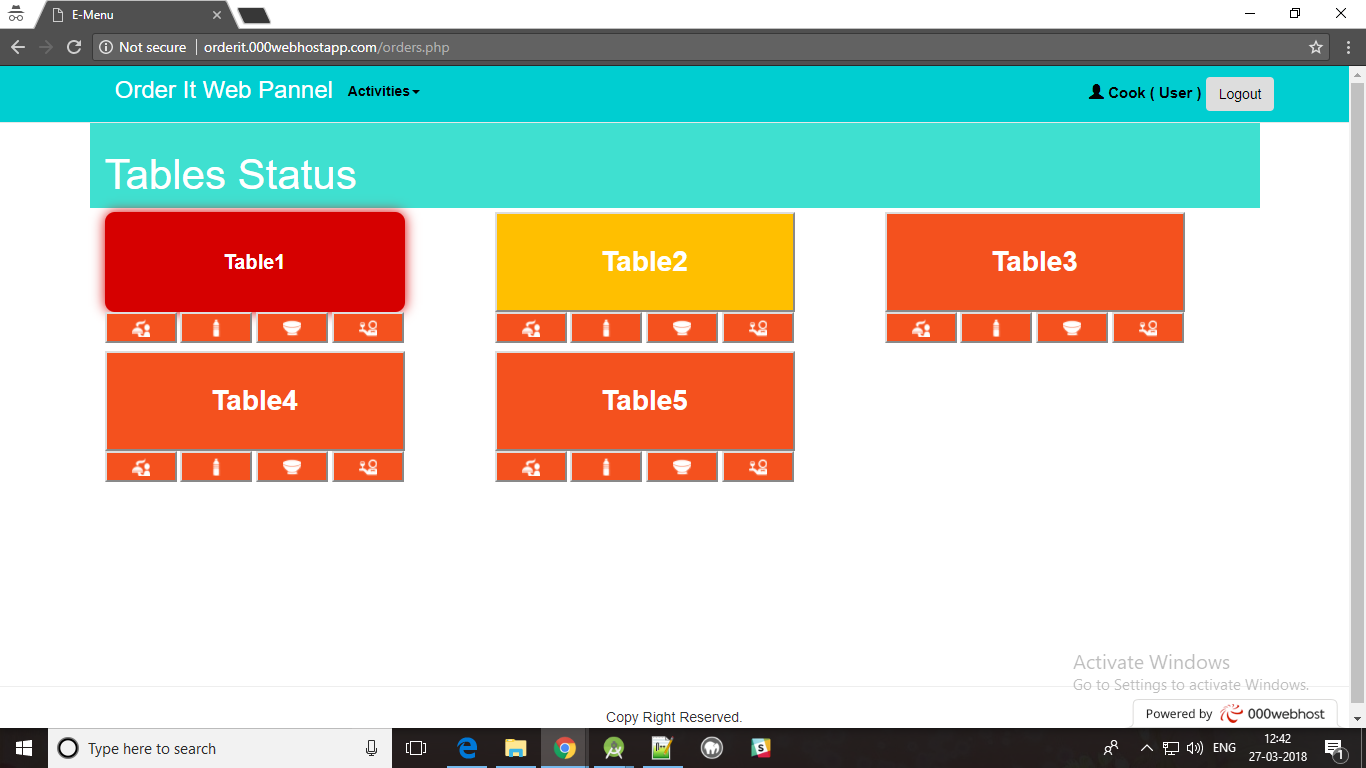 E-Menu
Not secure orderit.000webhostapp.com/orders.php
Order It Web Pannel Activities Cook ( User ) Logout
Tables Status
Table1 Table2 Table3
Table4 Table5
Activate Windows
Go to Settings to activate Windows.
Powered by 000webhost
Copy Right Reserved.
Type here to search
ENG
12:42
27-03-2018
1